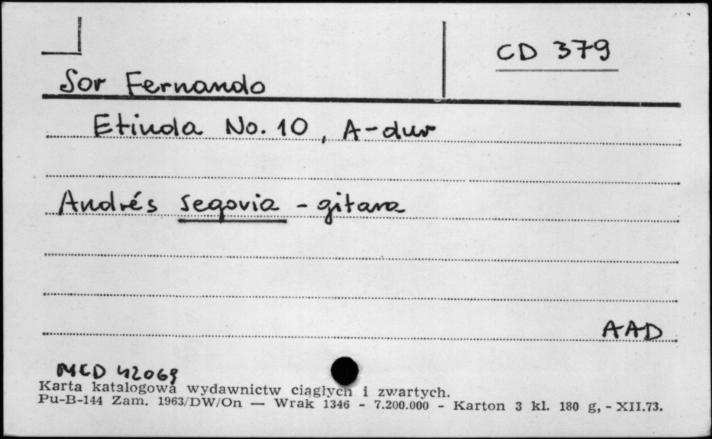 CD 379
Sor Fernando
Etiuda No. 10, A-dur
Andrés Segovia - gitara
AAD
MCD 42069
Karta katalogowa wydawnictw ciągłych i zwartych.
Pu-B-144 Zam. 1963/DW/On — Wrak 1346 - 7.200.000 - Karton 3 kl. 180 g, - XII.73.